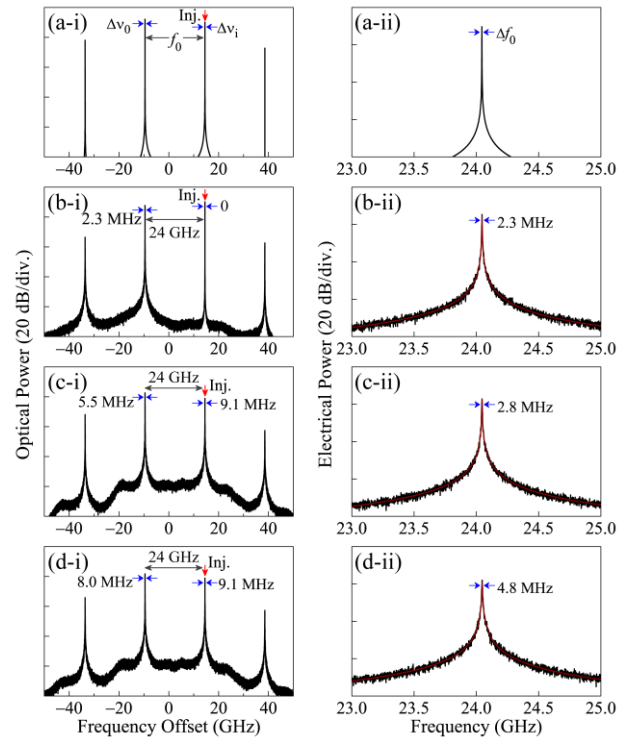 (a-i)
Inj.
Δν₀
f₀
Δνᵢ
−40 −20 0 20 40
(a-ii)
Δf₀
23.0 23.5 24.0 24.5 25.0
(b-i)
Inj.
2.3 MHz
0
24 GHz
−40 −20 0 20 40
(b-ii)
2.3 MHz
23.0 23.5 24.0 24.5 25.0
(c-i)
24 GHz
Inj.
5.5 MHz
9.1 MHz
−40 −20 0 20 40
(c-ii)
2.8 MHz
23.0 23.5 24.0 24.5 25.0
(d-i)
24 GHz
Inj.
8.0 MHz
9.1 MHz
−40 −20 0 20 40
Frequency Offset (GHz)
(d-ii)
4.8 MHz
23.0 23.5 24.0 24.5 25.0
Frequency (GHz)
Optical Power (20 dB/div.)
Electrical Power (20 dB/div.)